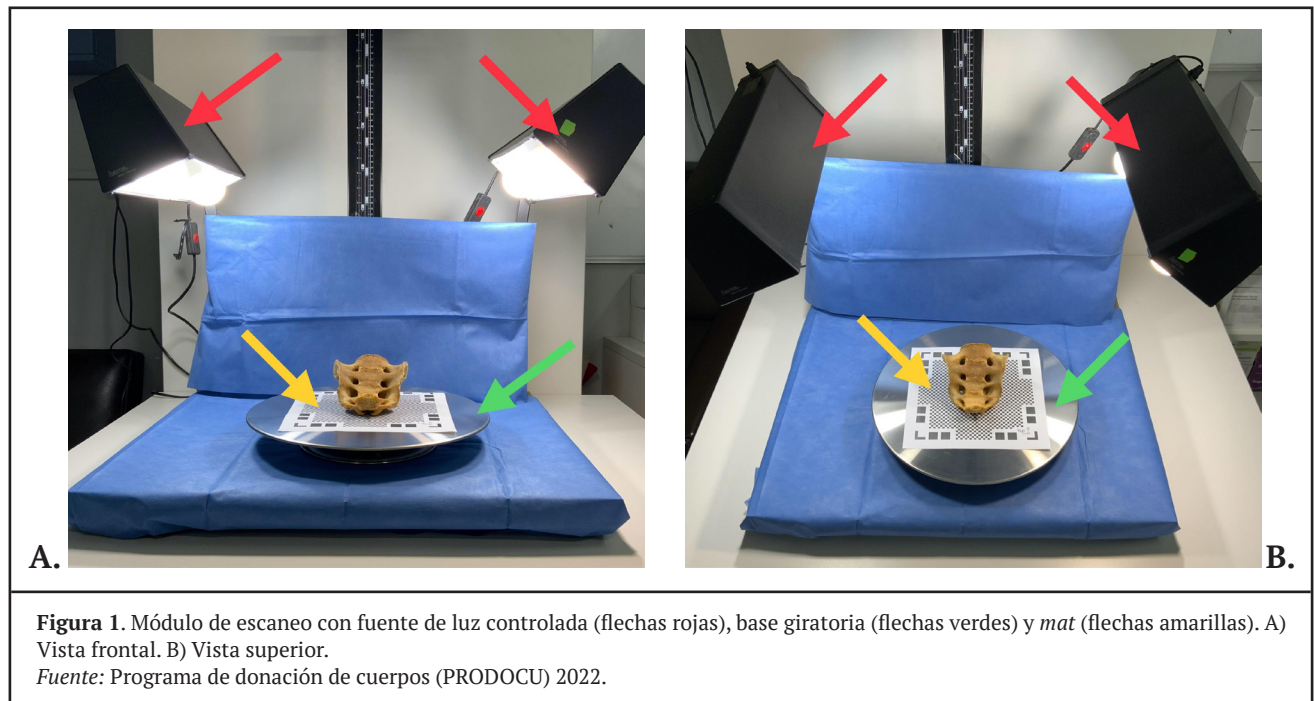 A.
B.
Figura 1. Módulo de escaneo con fuente de luz controlada (flechas rojas), base giratoria (flechas verdes) y mat (flechas amarillas). A)
Vista frontal. B) Vista superior.
Fuente: Programa de donación de cuerpos (PRODOCU) 2022.